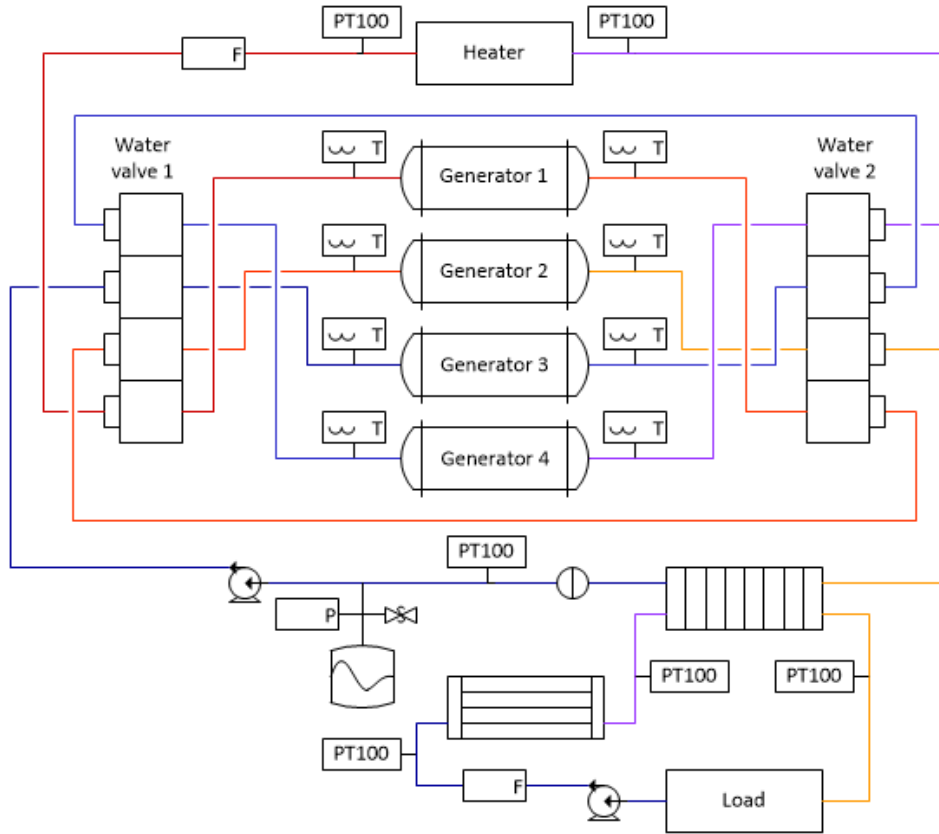 PT100
PT100
F
Heater
Water
valve 1
T
Generator 1
T
Water
valve 2
T
Generator 2
T
T
Generator 3
T
T
Generator 4
T
PT100
P
S
PT100
PT100
PT100
F
Load